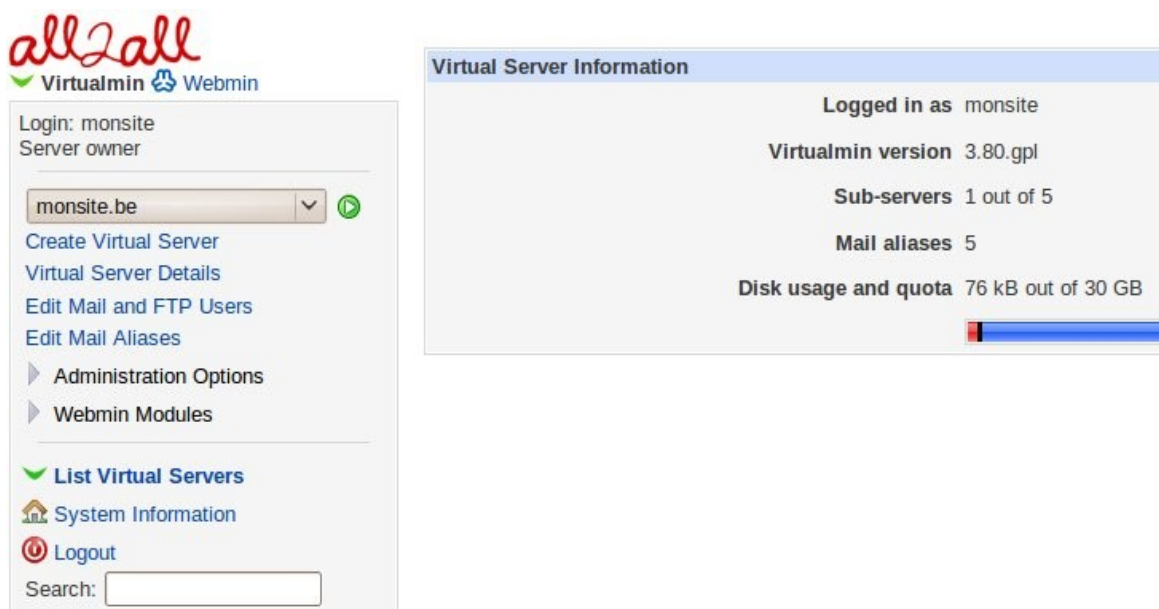 all2all
Virtualmin Webmin
Login: monsite
Server owner
monsite.be
Create Virtual Server
Virtual Server Details
Edit Mail and FTP Users
Edit Mail Aliases
Administration Options
Webmin Modules
List Virtual Servers
System Information
Logout
Search:
Virtual Server Information
Logged in as monsite
Virtualmin version 3.80.gpl
Sub-servers 1 out of 5
Mail aliases 5
Disk usage and quota 76 kB out of 30 GB